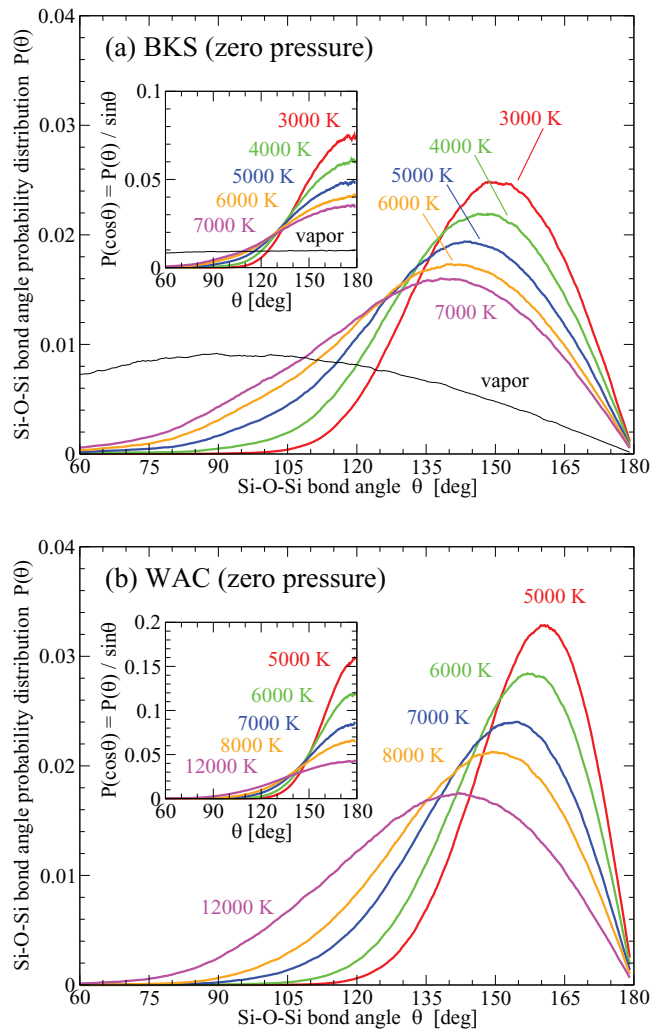 (a) BKS (zero pressure)
Si-O-Si bond angle probability distribution P(θ)
0.04
0.03
0.02
0.01
0
60
75
90
105
120
135
150
165
180
Si-O-Si bond angle θ [deg]
3000 K
4000 K
5000 K
6000 K
7000 K
vapor
P(cosθ) = P(θ) / sinθ
0.1
0.05
0
60
90
120
150
180
θ [deg]
3000 K
4000 K
5000 K
6000 K
7000 K
vapor
(b) WAC (zero pressure)
Si-O-Si bond angle probability distribution P(θ)
0.04
0.03
0.02
0.01
0
60
75
90
105
120
135
150
165
180
Si-O-Si bond angle θ [deg]
5000 K
6000 K
7000 K
8000 K
12000 K
P(cosθ) = P(θ) / sinθ
0.2
0.15
0.1
0.05
0
60
90
120
150
180
θ [deg]
5000 K
6000 K
7000 K
8000 K
12000 K